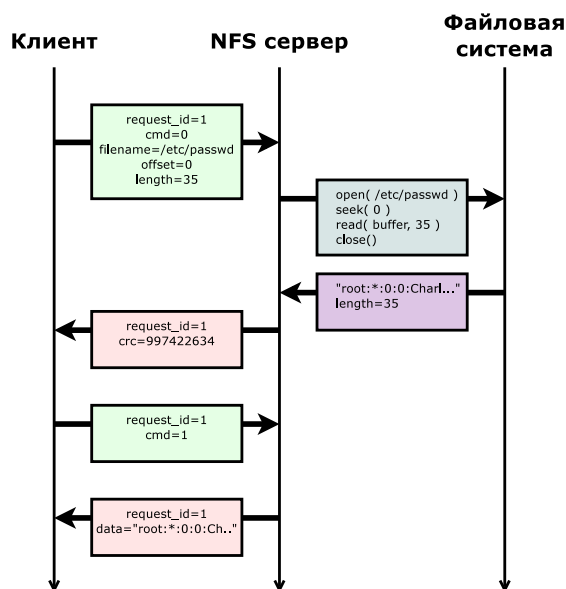 Клиент
NFS сервер
Файловая
система
request_id=1
cmd=0
filename=/etc/passwd
offset=0
length=35
open( /etc/passwd )
seek( 0 )
read( buffer, 35 )
close()
"root:*:0:0:Charl..."
length=35
request_id=1
crc=997422634
request_id=1
cmd=1
request_id=1
data="root:*:0:0:Ch.."